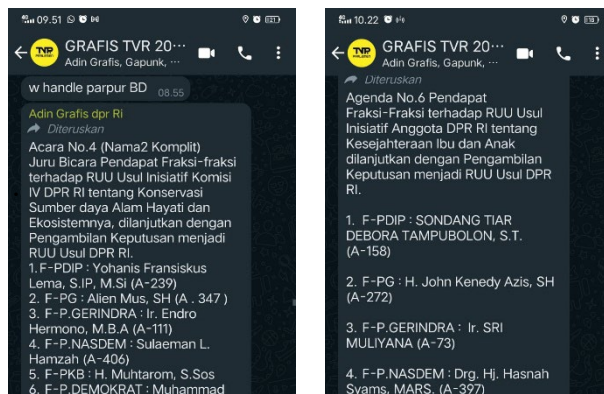 09.51
GRAFIS TVR 20...
Adin Grafis, Gapunk, ...
w handle parpur BD 08.55
Adin Grafis dpr Ri
Diteruskan
Acara No.4 (Nama2 Komplit)
Juru Bicara Pendapat Fraksi-fraksi
terhadap RUU Usul Inisiatif Komisi
IV DPR RI tentang Konservasi
Sumber daya Alam Hayati dan
Ekosistemnya, dilanjutkan dengan
Pengambilan Keputusan menjadi
RUU Usul DPR RI.
1. F-PDIP : Yohanis Fransiskus
Lema, S.IP, M.Si (A-239)
2. F-PG : Alien Mus, SH (A . 347 )
3. F-P.GERINDRA : Ir. Endro
Hermono, M.B.A (A-111)
4. F-P.NASDEM : Sulaeman L.
Hamzah (A-406)
5. F-PKB : H. Muhtarom, S.Sos
6. F-P.DEMOKRAT : Muhammad
10.22
GRAFIS TVR 20...
Adin Grafis, Gapunk, ...
Diteruskan
Agenda No.6 Pendapat
Fraksi-Fraksi terhadap RUU Usul
Inisiatif Anggota DPR RI tentang
Kesejahteraan Ibu dan Anak
dilanjutkan dengan Pengambilan
Keputusan menjadi RUU Usul DPR
RI.
1. F-PDIP : SONDANG TIAR
DEBORA TAMPUBOLON, S.T.
(A-158)
2. F-PG : H. John Kenedy Azis, SH
(A-272)
3. F-P.GERINDRA : Ir. SRI
MULIYANA (A-73)
4. F-P.NASDEM : Drg. Hj. Hasnah
Syams, MARS. (A-397)